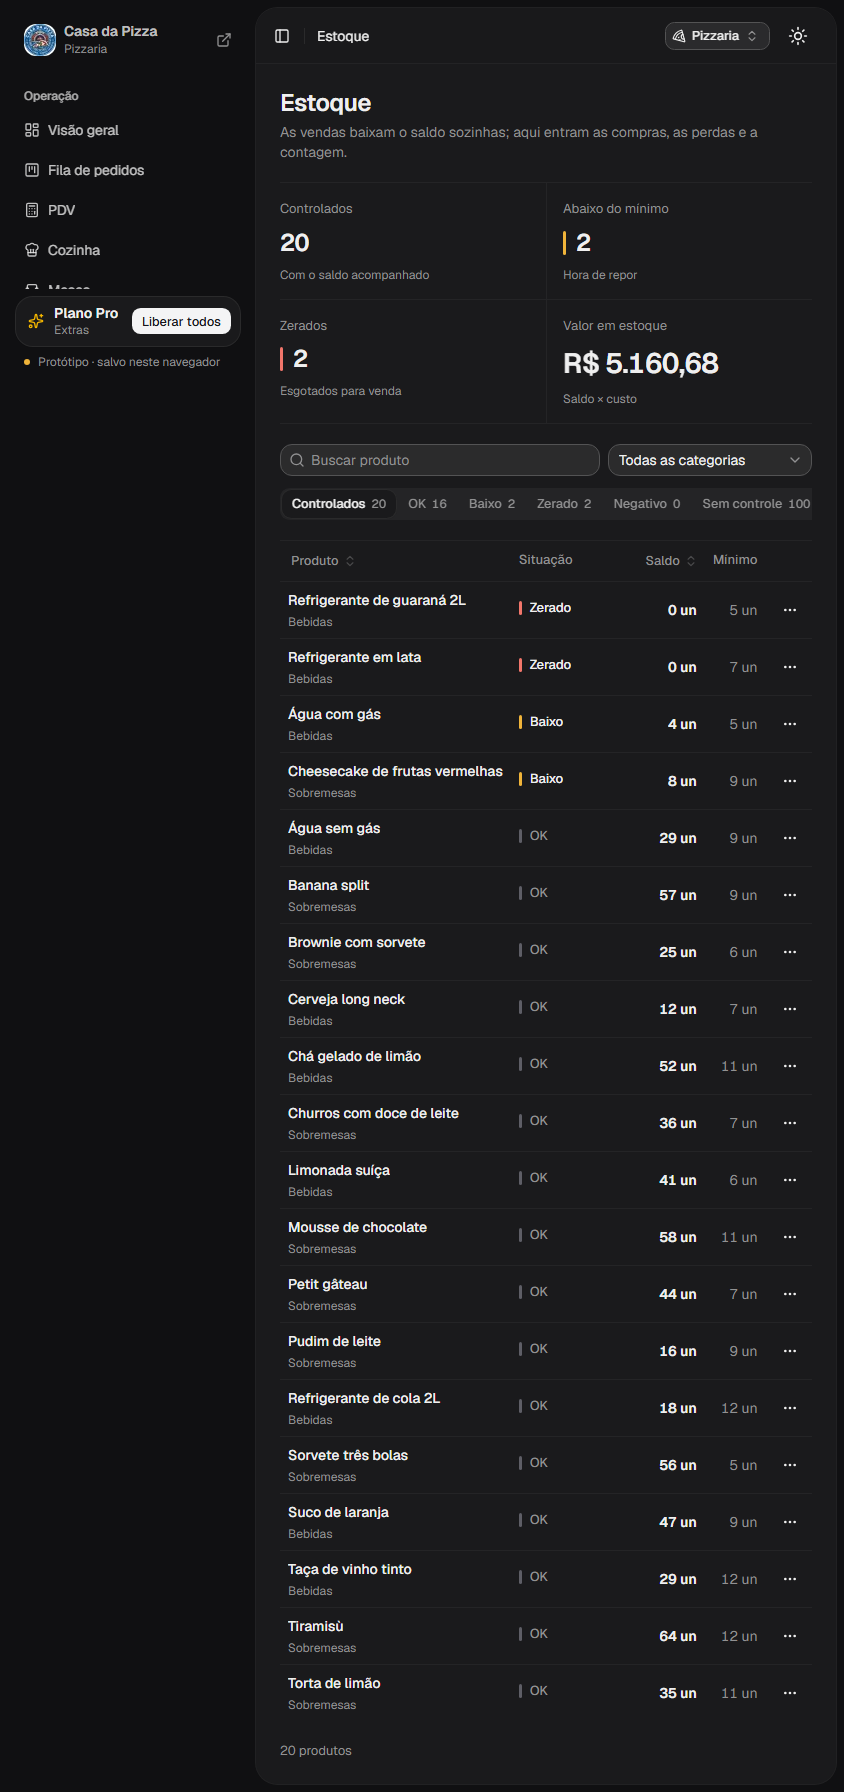 Casa da Pizza
Pizzaria
Operação
Visão geral
Fila de pedidos
PDV
Cozinha
Mesas
Plano Pro
Extras
Liberar todos
Protótipo · salvo neste navegador
Estoque
Pizzaria
Estoque
As vendas baixam o saldo sozinhas; aqui entram as compras, as perdas e a
contagem.
Controlados
20
Com o saldo acompanhado
Abaixo do mínimo
2
Hora de repor
Zerados
2
Esgotados para venda
Valor em estoque
R$ 5.160,68
Saldo × custo
Buscar produto
Todas as categorias
Controlados 20 OK 16 Baixo 2 Zerado 2 Negativo 0 Sem controle 100
Produto Situação Saldo Mínimo
Refrigerante de guaraná 2L Zerado 0 un 5 un
Bebidas
Refrigerante em lata Zerado 0 un 7 un
Bebidas
Água com gás Baixo 4 un 5 un
Bebidas
Cheesecake de frutas vermelhas Baixo 8 un 9 un
Sobremesas
Água sem gás OK 29 un 9 un
Bebidas
Banana split OK 57 un 9 un
Sobremesas
Brownie com sorvete OK 25 un 6 un
Sobremesas
Cerveja long neck OK 12 un 7 un
Bebidas
Chá gelado de limão OK 52 un 11 un
Bebidas
Churros com doce de leite OK 36 un 7 un
Sobremesas
Limonada suíça OK 41 un 6 un
Bebidas
Mousse de chocolate OK 58 un 11 un
Sobremesas
Petit gâteau OK 44 un 7 un
Sobremesas
Pudim de leite OK 16 un 9 un
Sobremesas
Refrigerante de cola 2L OK 18 un 12 un
Bebidas
Sorvete três bolas OK 56 un 5 un
Sobremesas
Suco de laranja OK 47 un 9 un
Bebidas
Taça de vinho tinto OK 29 un 12 un
Bebidas
Tiramisù OK 64 un 12 un
Sobremesas
Torta de limão OK 35 un 11 un
Sobremesas
20 produtos